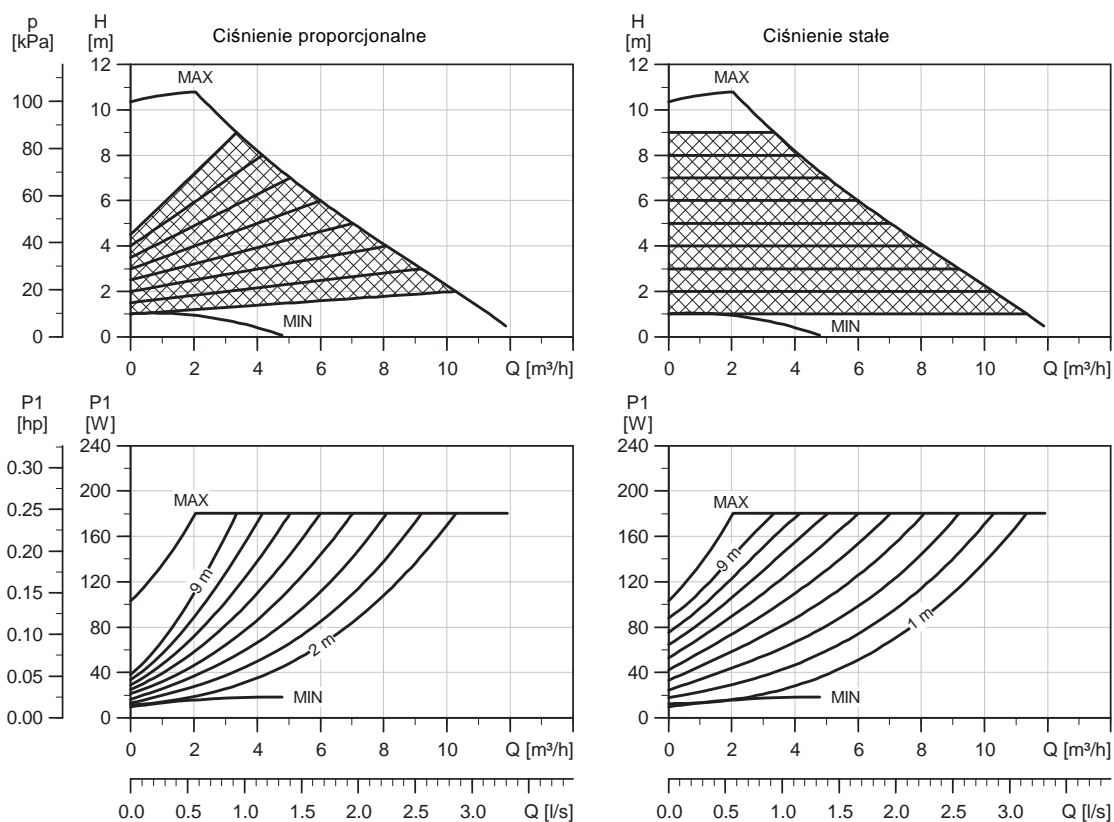 p H H
[kPa] [m] Ciśnienie proporcjonalne [m] Ciśnienie stałe
12 12
MAX MAX
100 10 10
80 8 8
60 6 6
40 4 4
20 2 2
MIN MIN
0 0 0
0 2 4 6 8 10 Q [m³/h] 0 2 4 6 8 10 Q [m³/h]
P1 P1 P1
[hp] [W] [W]
240 240
0.30
200 200
MAX MAX
0.25
160 160
0.20
9 m 9 m
120 120
0.15
0.10
80 80
2 m 1 m
0.05 40 40
MIN MIN
0.00 0 0
0 2 4 6 8 10 Q [m³/h] 0 2 4 6 8 10 Q [m³/h]
0.0 0.5 1.0 1.5 2.0 2.5 3.0 Q [l/s] 0.0 0.5 1.0 1.5 2.0 2.5 3.0 Q [l/s]